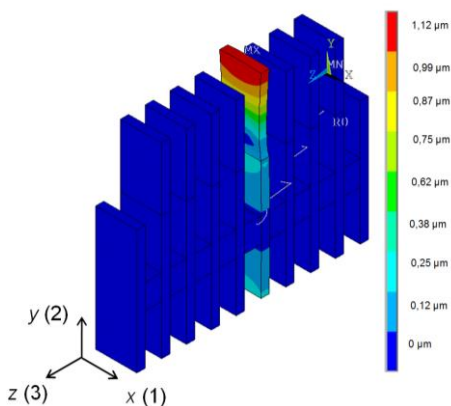 MX
Y
MN
Z
X
R0
y (2)
z (3)
x (1)
1,12 µm
0,99 µm
0,87 µm
0,75 µm
0,62 µm
0,38 µm
0,25 µm
0,12 µm
0 µm